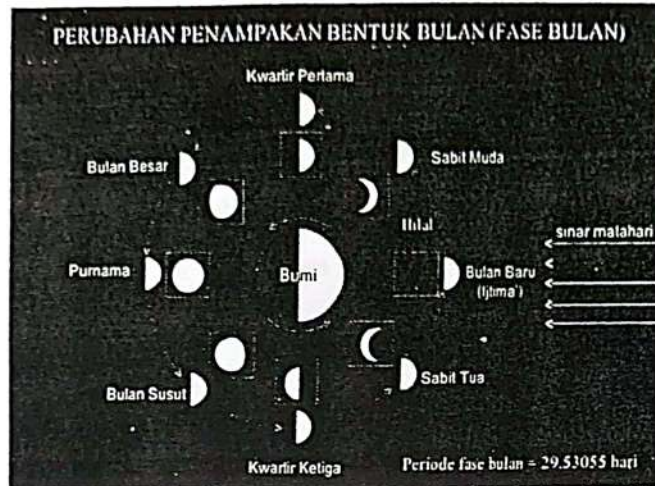 PERUBAHAN PENAMPAKAN BENTUK BULAN (FASE BULAN)
Kwartir Pertama
Bulan Besar
Sabit Muda
Hilal
sinar matahari
Purnama
Bumi
Bulan Baru
(Ijtima')
Bulan Susut
Sabit Tua
Kwartir Ketiga
Periode fase bulan = 29.53055 hari